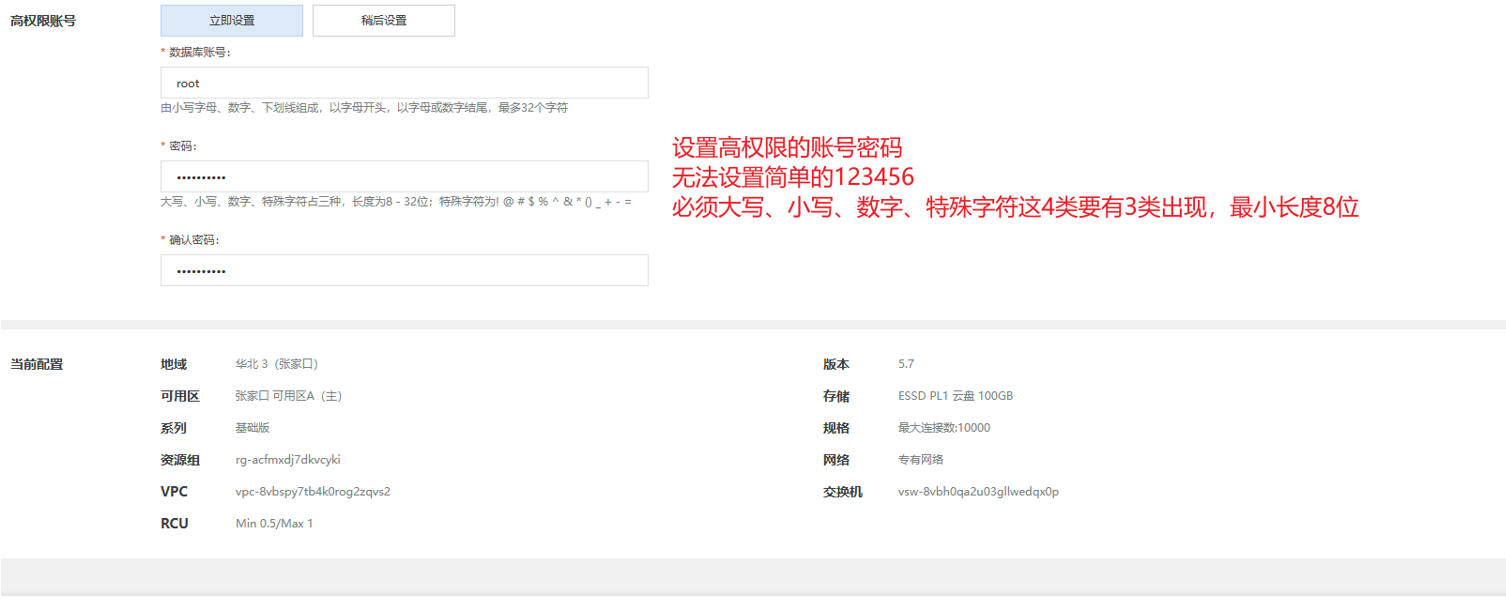 高权限账号 立即设置 稍后设置
* 数据库账号:
root
由小写字母、数字、下划线组成，以字母开头，以字母或数字结尾，最多32个字符
* 密码:
••••••••••
大写、小写、数字、特殊字符占三种，长度为8 - 32位；特殊字符为! @ # $ % ^ & * () _ + - =
设置高权限的账号密码
无法设置简单的123456
必须大写、小写、数字、特殊字符这4类要有3类出现，最小长度8位
* 确认密码:
••••••••••
当前配置 地域 华北 3（张家口） 版本 5.7
可用区 张家口 可用区A（主） 存储 ESSD PL1 云盘 100GB
系列 基础版 规格 最大连接数:10000
资源组 rg-acfmxdj7dkvcyki 网络 专有网络
VPC vpc-8vbspy7tb4k0rog2zqvs2 交换机 vsw-8vbh0qa2u03gllwedqx0p
RCU Min 0.5/Max 1